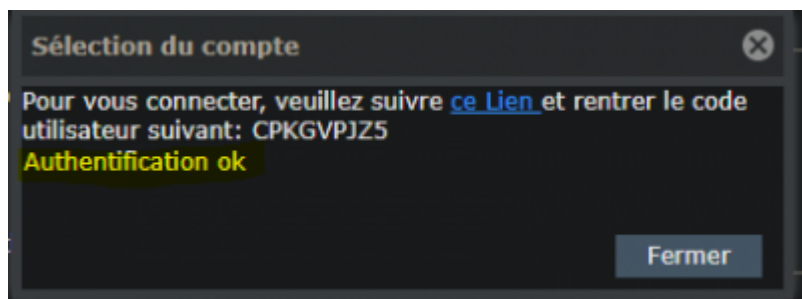 Sélection du compte
Pour vous connecter, veuillez suivre ce Lien et rentrer le code
utilisateur suivant: CPKGVPJZ5
Authentification ok
Fermer